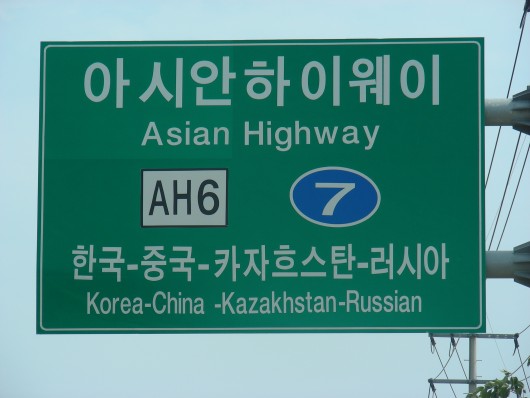 아시안하이웨이
Asian Highway
AH6 7
한국-중국-카자흐스탄-러시아
Korea-China -Kazakhstan-Russian